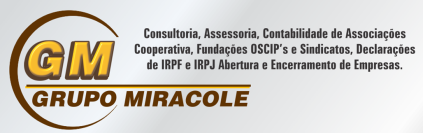 Consultoria, Assessoria, Contabilidade de Associações
Cooperativa, Fundações OSCIP's e Sindicatos, Declarações
de IRPF e IRPJ Abertura e Encerramento de Empresas.
GM
GRUPO MIRACOLE